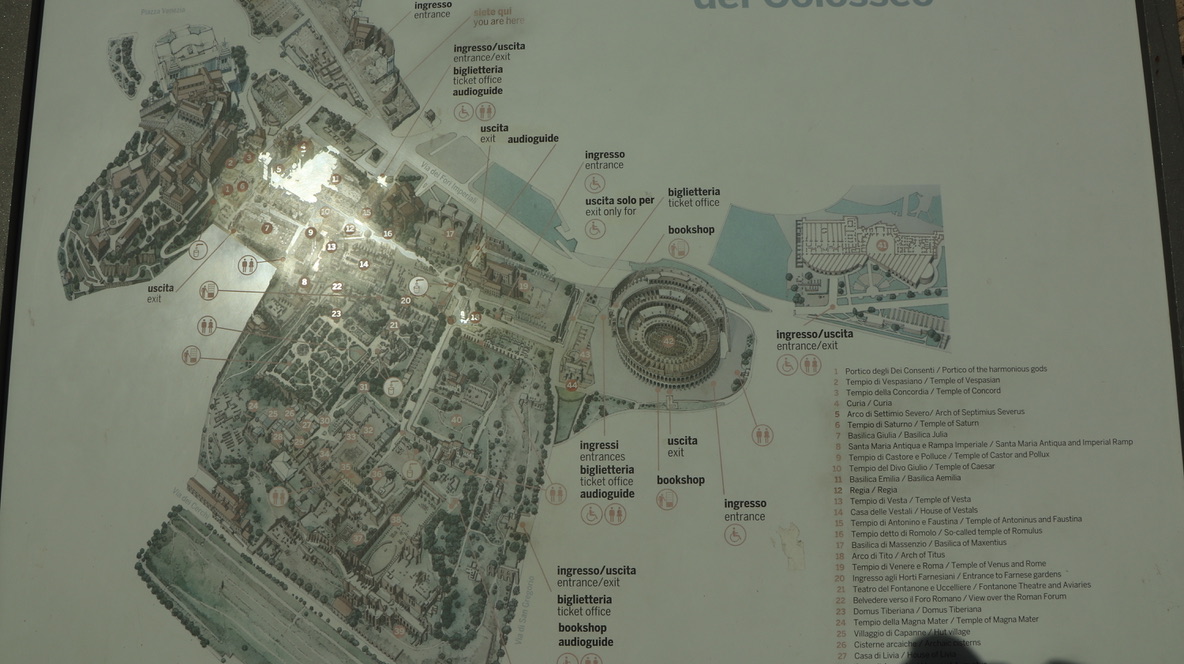 del Colosseo
Piazza Venezia
ingresso
entrance
siete qui
you are here
ingresso/uscita
entrance/exit
biglietteria
ticket office
audioguide
uscita
exit
audioguide
Via dei Fori Imperiali
ingresso
entrance
uscita solo per
exit only for
biglietteria
ticket office
bookshop
uscita
exit
ingresso/uscita
entrance/exit
ingressi
entrances
biglietteria
ticket office
audioguide
uscita
exit
bookshop
ingresso
entrance
ingresso/uscita
entrance/exit
biglietteria
ticket office
bookshop
audioguide
Via di San Gregorio
1 Portico degli Dei Consenti / Portico of the harmonious gods
2 Tempio di Vespasiano / Temple of Vespasian
3 Tempio della Concordia / Temple of Concord
4 Curia / Curia
5 Arco di Settimio Severo/ Arch of Septimius Severus
6 Tempio di Saturno / Temple of Saturn
7 Basilica Giulia / Basilica Julia
8 Santa Maria Antiqua e Rampa Imperiale / Santa Maria Antiqua and Imperial Ramp
9 Tempio di Castore e Polluce / Temple of Castor and Pollux
10 Tempio del Divo Giulio / Temple of Caesar
11 Basilica Emilia / Basilica Aemilia
12 Regia / Regia
13 Tempio di Vesta / Temple of Vesta
14 Casa delle Vestali / House of Vestals
15 Tempio di Antonino e Faustina / Temple of Antoninus and Faustina
16 Tempio detto di Romolo / So-called temple of Romulus
17 Basilica di Massenzio / Basilica of Maxentius
18 Arco di Tito / Arch of Titus
19 Tempio di Venere e Roma / Temple of Venus and Rome
20 Ingresso agli Horti Farnesiani / Entrance to Farnese gardens
21 Teatro del Fontanone e Uccelliere / Fontanone Theatre and Aviaries
22 Belvedere verso il Foro Romano / View over the Roman Forum
23 Domus Tiberiana / Domus Tiberiana
24 Tempio della Magna Mater / Temple of Magna Mater
25 Villaggio di Capanne / Hut village
26 Cisterne arcaiche / Archaic cisterns
27 Casa di Livia / House of Livia